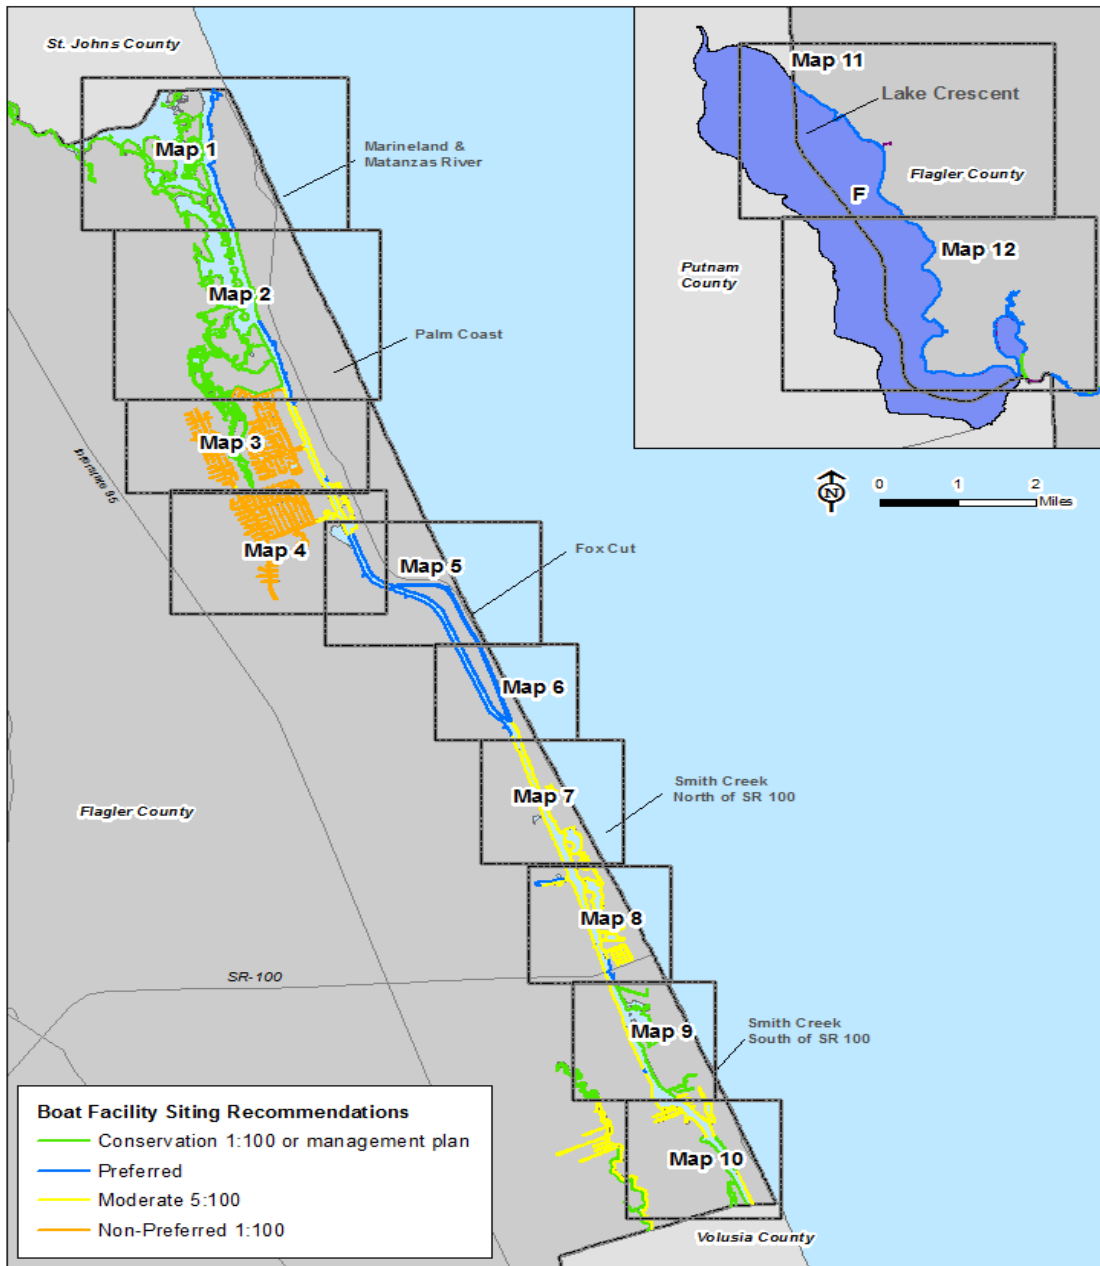 St. Johns County
Map 1
Marineland &
Matanzas River
Map 2
Palm Coast
Map 3
Interstate 95
Map 4
Map 5
Fox Cut
Map 6
Map 7
Smith Creek
North of SR 100
Flagler County
Map 8
SR-100
Map 9
Smith Creek
South of SR 100
Map 10
Volusia County
Map 11
Lake Crescent
Flagler County
F
Map 12
Putnam
County
N
0 1 2
Miles
Boat Facility Siting Recommendations
Conservation 1:100 or management plan
Preferred
Moderate 5:100
Non-Preferred 1:100